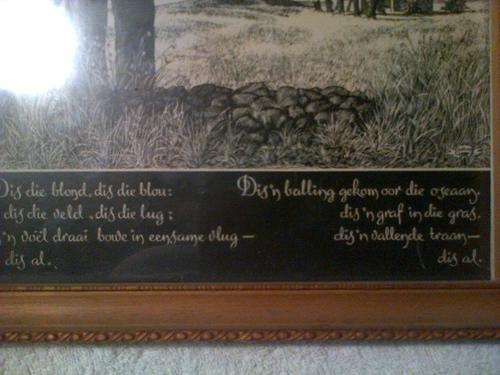 Dis die blond, dis die blou:
dis die veld, dis die lug;
'n voël draai bowe in eensame vlug –
dis al.
Dis 'n balling gekom oor die oseaan,
dis 'n graf in die gras,
dis 'n vallende traan –
dis al.